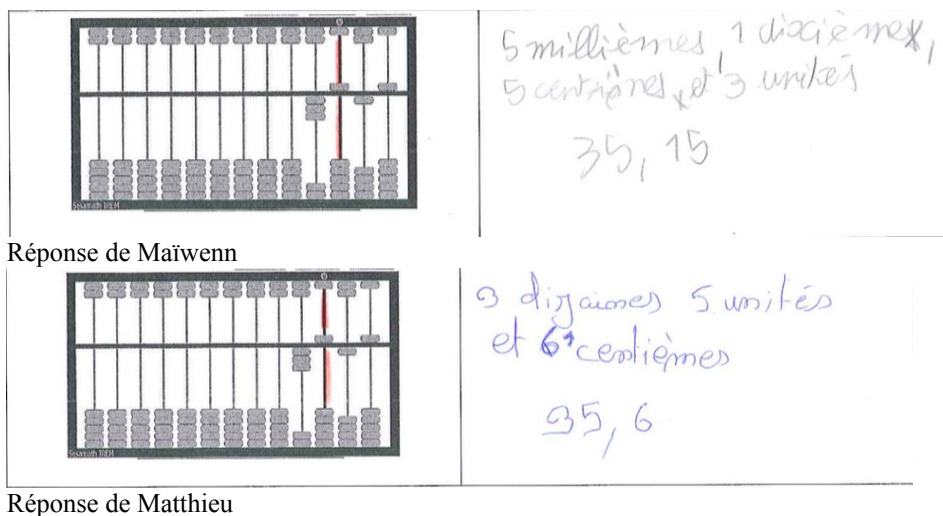 5 millièmes, 1 dixième,
5 centièmes et 3 unités
35, 15
Sesamath IREM
Réponse de Maïwenn
3 dizaines 5 unités
et 6 centièmes
35, 6
Sesamath IREM
Réponse de Matthieu